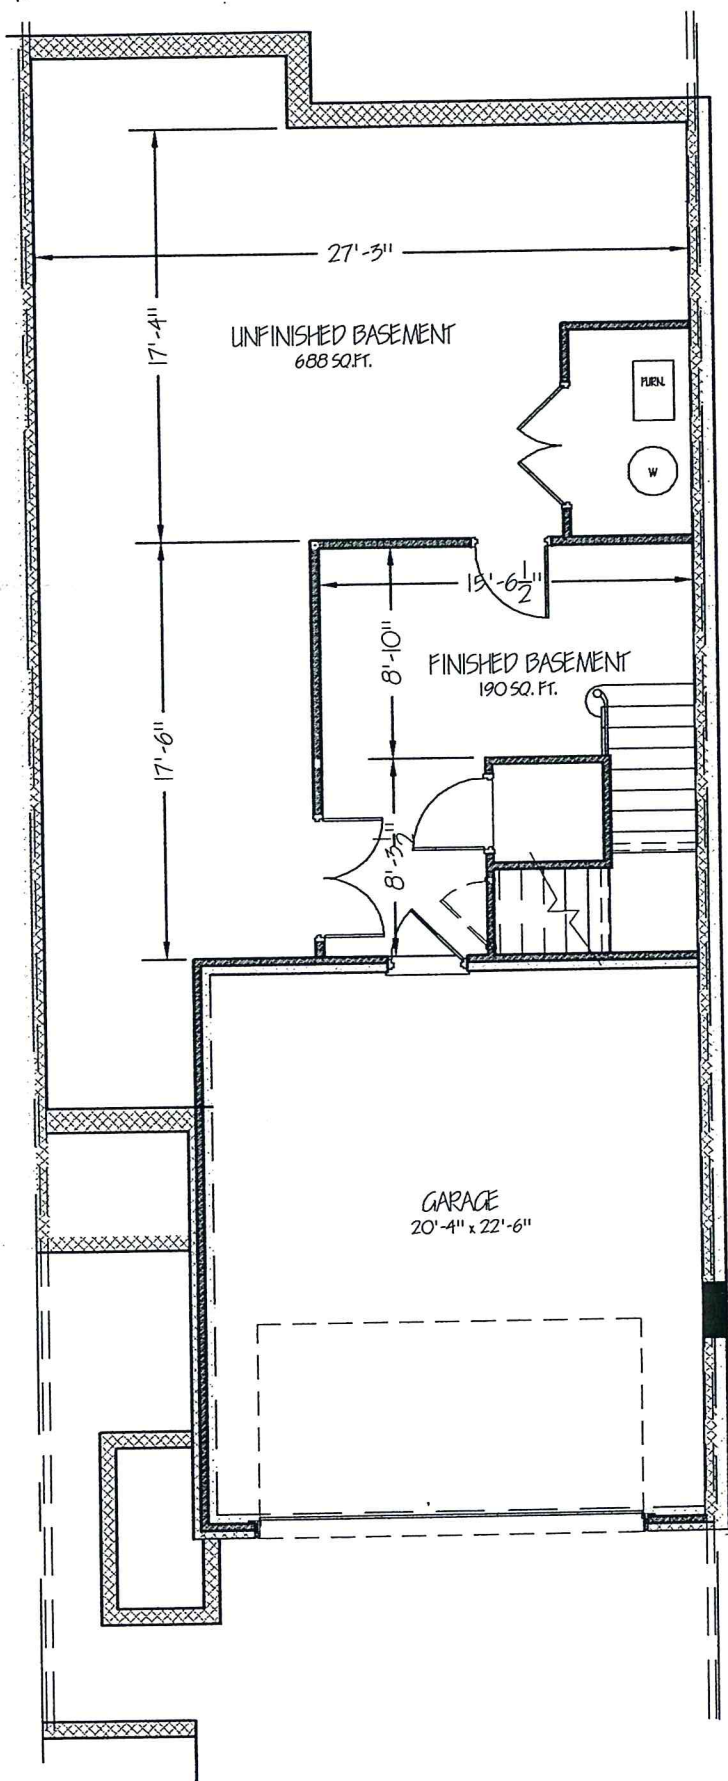 27'-3"
17'-4"
UNFINISHED BASEMENT
688 SQ.FT.
FURN.
W
15'-6 1/2"
8'-10"
FINISHED BASEMENT
190 SQ. FT.
17'-6"
GARAGE
20'-4" x 22'-6"